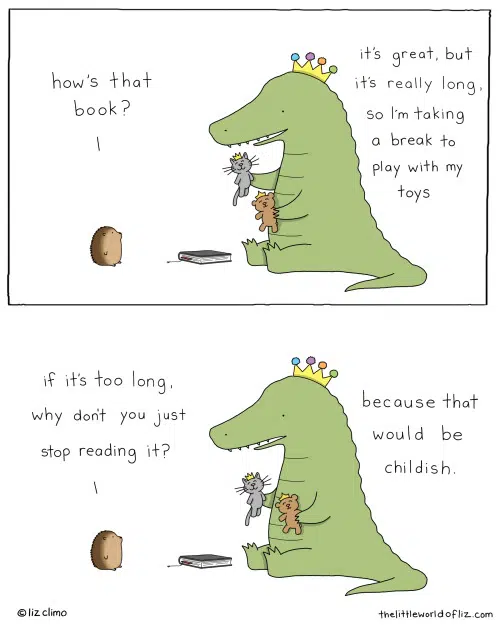 how's that
book?
it's great, but
it's really long,
so I'm taking
a break to
play with my
toys
if it's too long,
why don't you just
stop reading it?
because that
would be
childish.
©liz climo
thelittleworldofliz.com